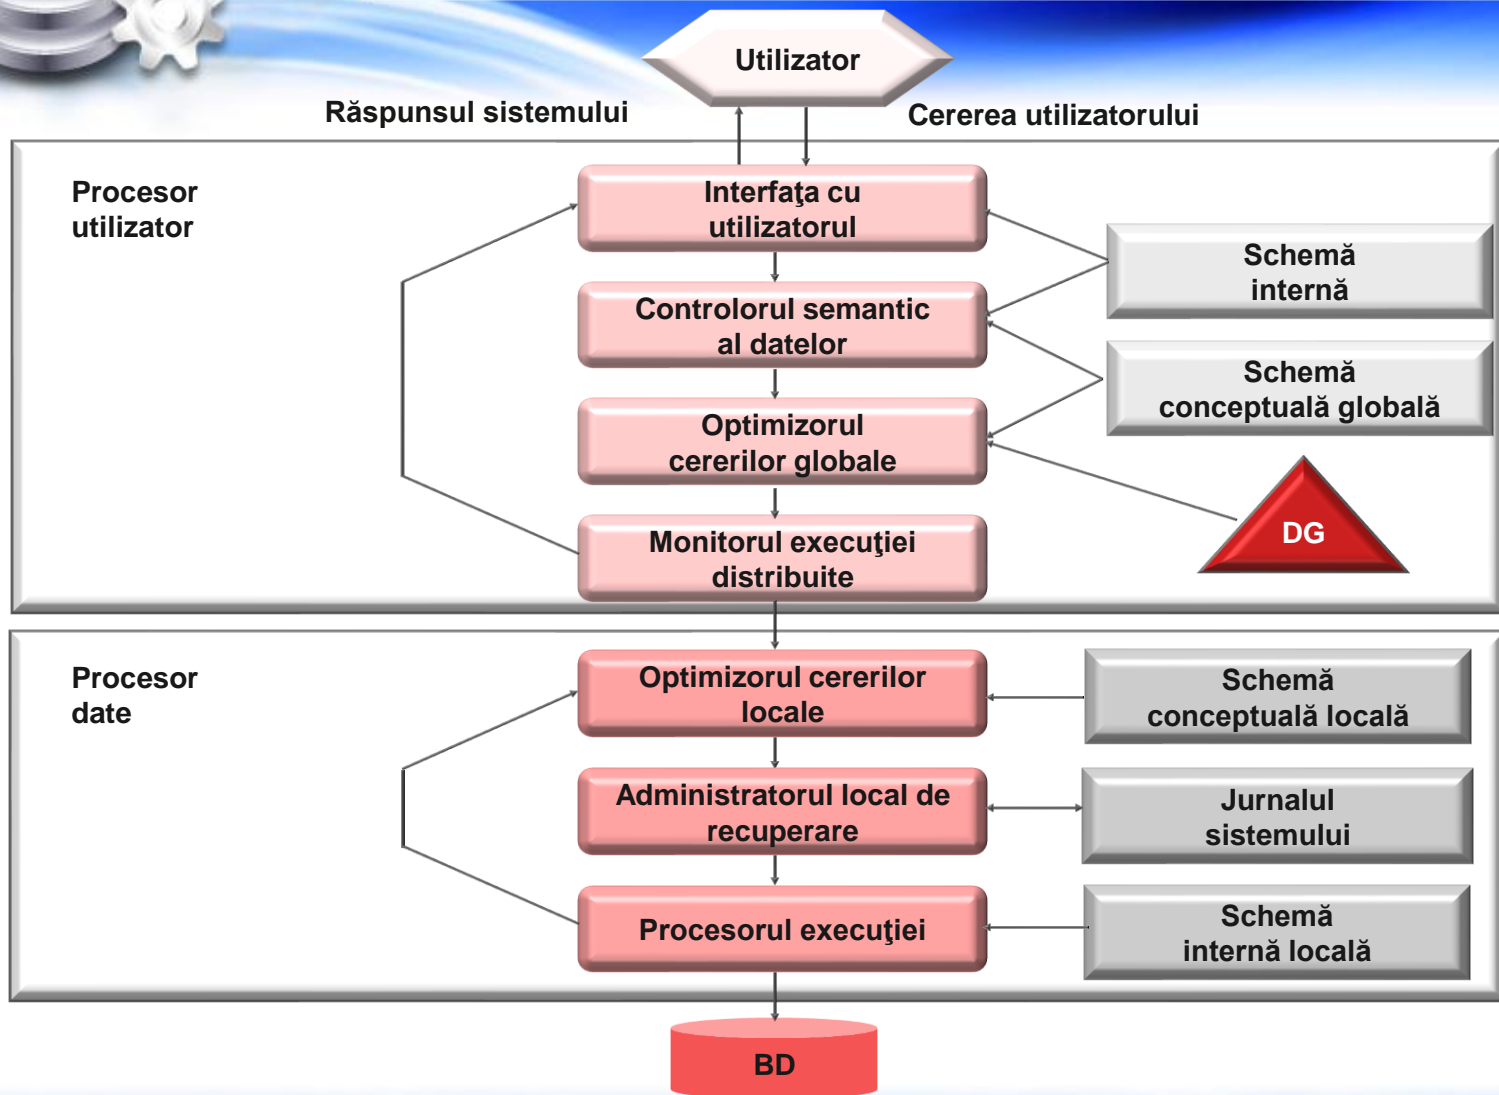 Utilizator
Răspunsul sistemului
Cererea utilizatorului
Procesor
utilizator
Interfaţa cu
utilizatorul
Schemă
internă
Controlorul semantic
al datelor
Schemă
conceptuală globală
Optimizorul
cererilor globale
DG
Monitorul execuţiei
distribuite
Procesor
date
Optimizorul cererilor
locale
Schemă
conceptuală locală
Administratorul local de
recuperare
Jurnalul
sistemului
Procesorul execuţiei
Schemă
internă locală
BD